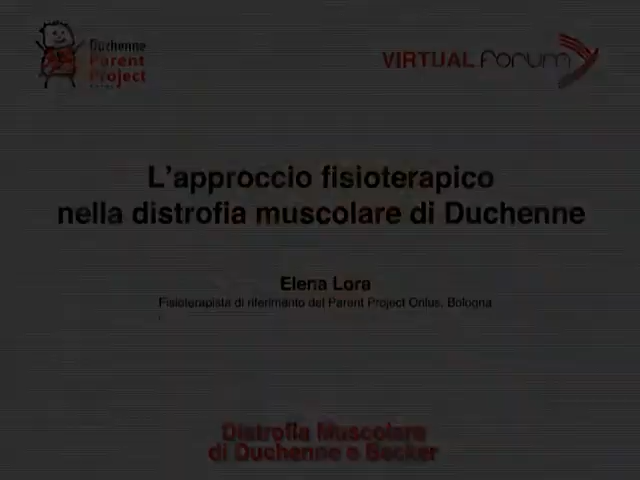 Duchenne
Parent
Project
VIRTUAL Forum
L'approccio fisioterapico
nella distrofia muscolare di Duchenne
Elena Lora
Fisioterapista di riferimento del Parent Project Onlus, Bologna
Distrofia Muscolare
di Duchenne e Becker